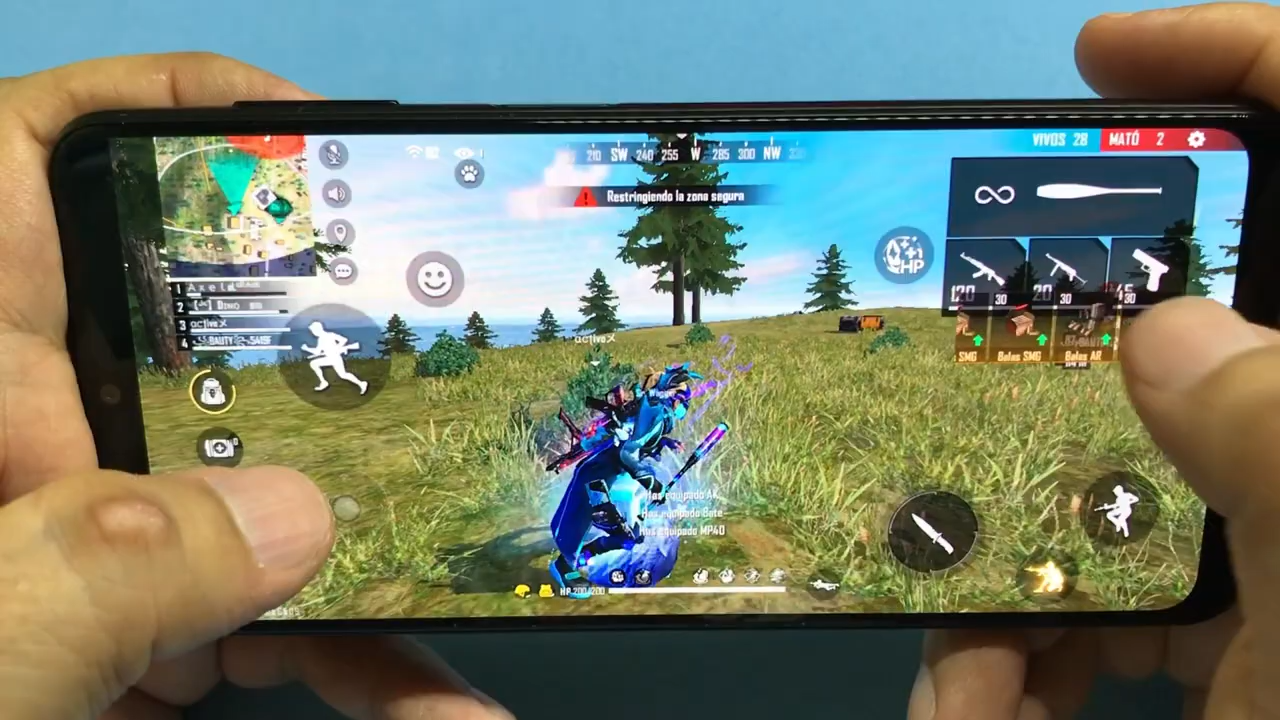 VIVOS 28 MATÓ 2
210 SW 240 255 W 285 300 NW
Restringiendo la zona segura
+1
HP
1 Axel
2 DINO
3 activeX
4
120 30 20 30 45 30
SMG Balas SMG Balas AR
activeX
Has equipado AK
Has equipado Bate
Has equipado MP40
HP 200/200